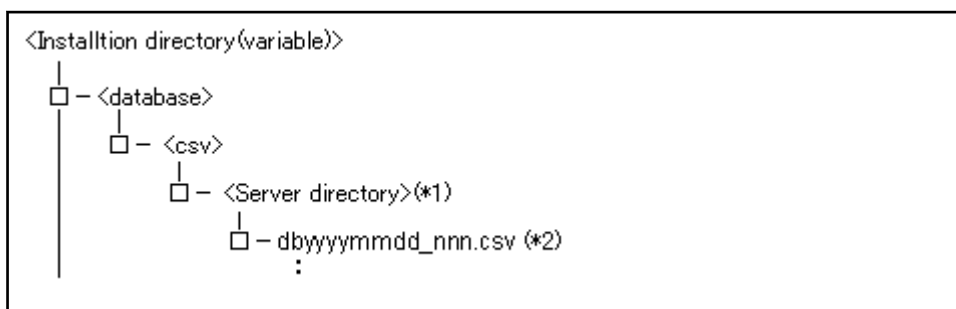 <Installtion directory(variable)>
<database>
<csv>
<Server directory>(*1)
dbyyyymmdd_nnn.csv (*2)